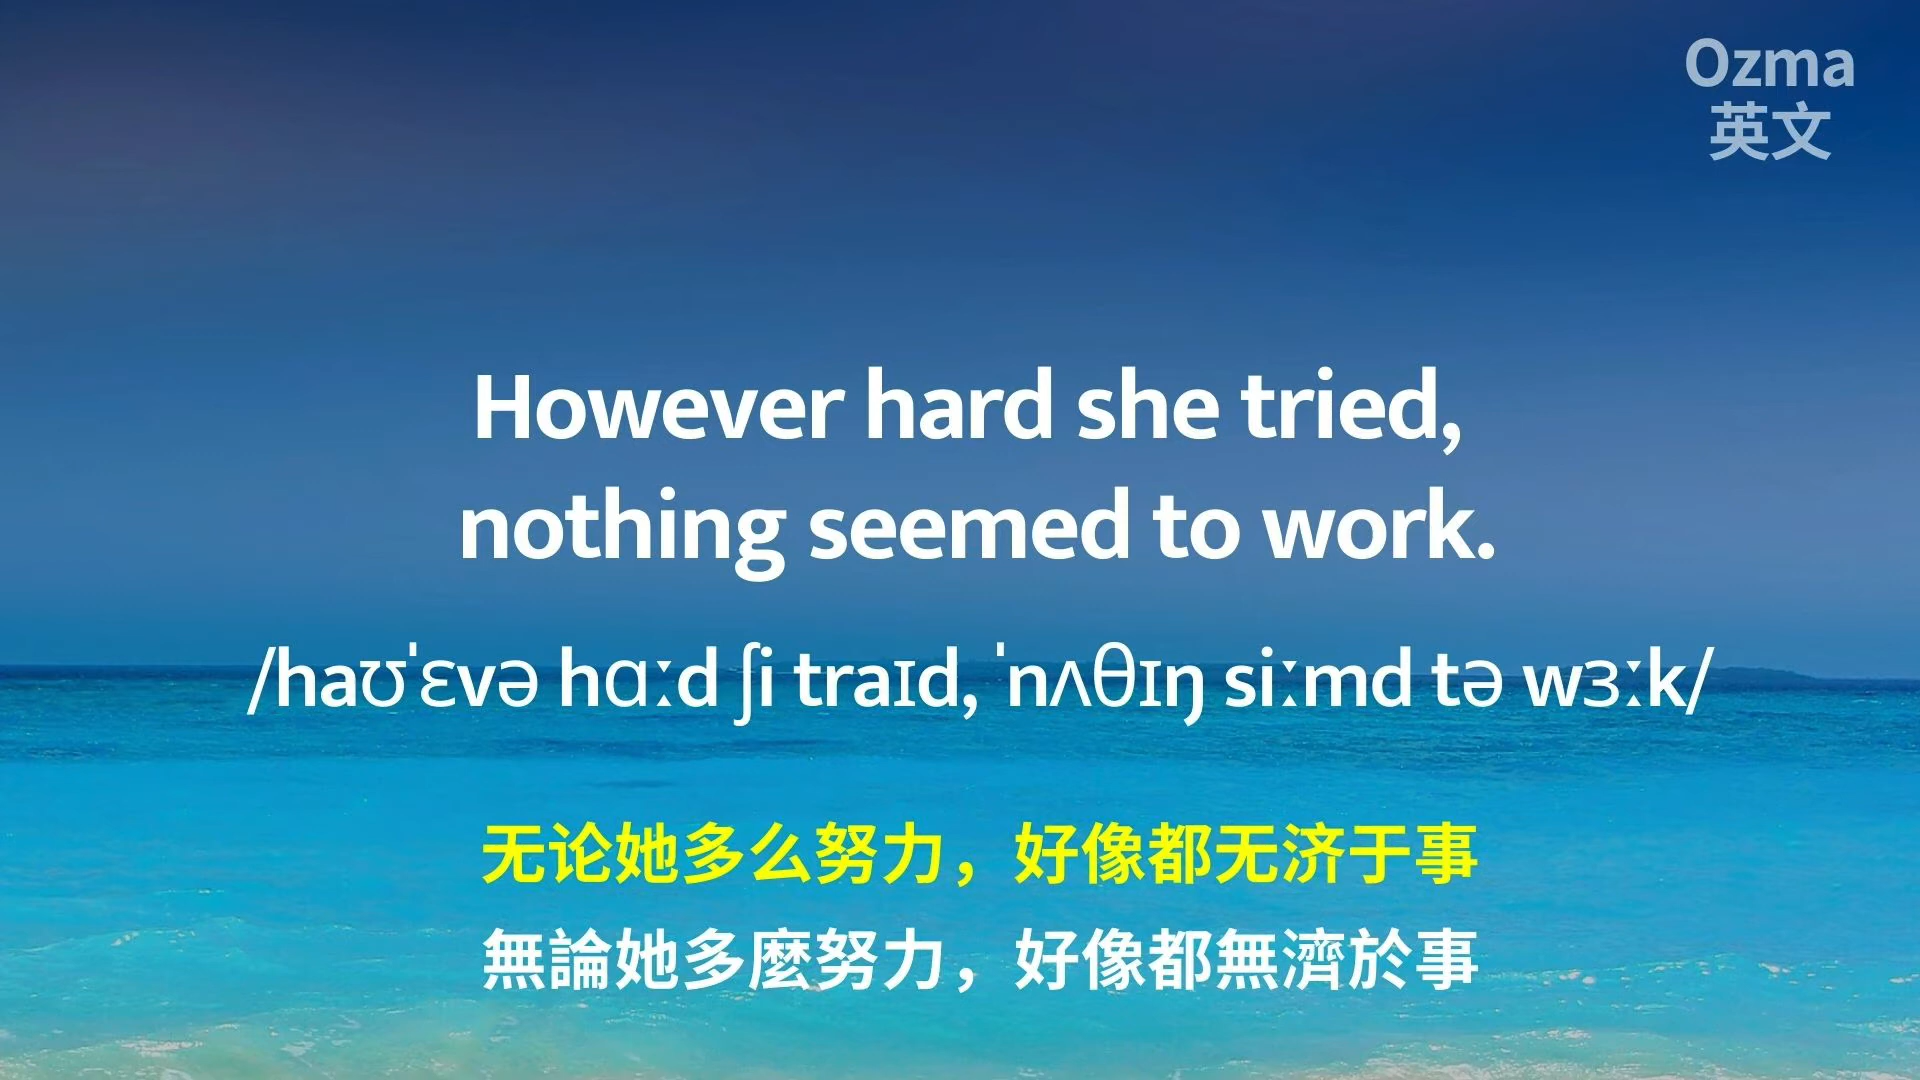 Ozma
英文
However hard she tried,
nothing seemed to work.
/haʊˈɛvə hɑːd ʃi traɪd, ˈnʌθɪŋ siːmd tə wɜːk/
无论她多么努力，好像都无济于事
無論她多麼努力，好像都無濟於事